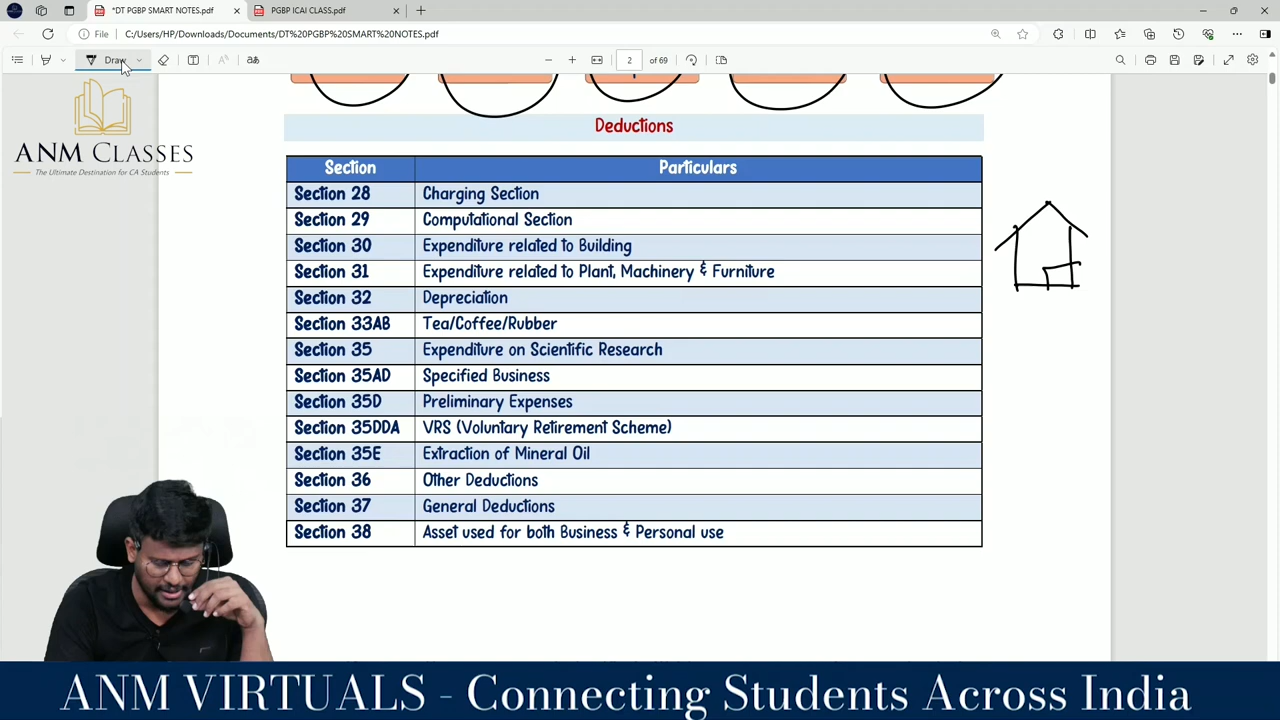 *DT PGBP SMART NOTES.pdf
PGBP ICAI CLASS.pdf
File
C:/Users/HP/Downloads/Documents/DT%20PGBP%20SMART%20NOTES.pdf
Draw
aあ
2 of 69
ANM CLASSES
The Ultimate Destination for CA Students
Deductions
Section Particulars
Section 28 Charging Section
Section 29 Computational Section
Section 30 Expenditure related to Building
Section 31 Expenditure related to Plant, Machinery & Furniture
Section 32 Depreciation
Section 33AB Tea/Coffee/Rubber
Section 35 Expenditure on Scientific Research
Section 35AD Specified Business
Section 35D Preliminary Expenses
Section 35DDA VRS (Voluntary Retirement Scheme)
Section 35E Extraction of Mineral Oil
Section 36 Other Deductions
Section 37 General Deductions
Section 38 Asset used for both Business & Personal use
ANM VIRTUALS - Connecting Students Across India